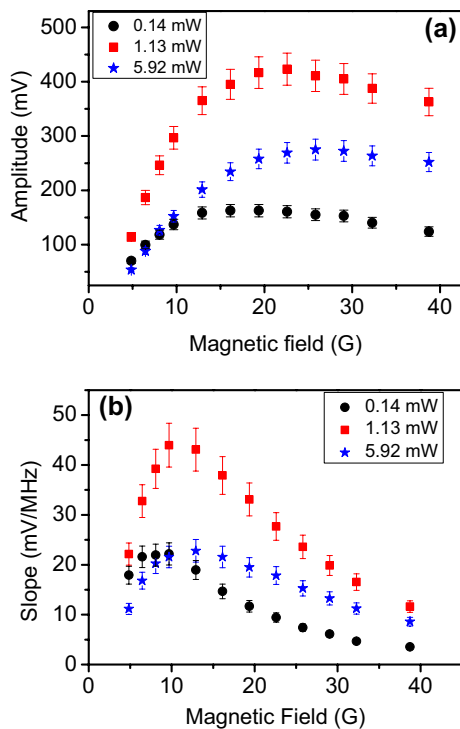 (a)
0.14 mW
1.13 mW
5.92 mW
Amplitude (mV)
500
400
300
200
100
0 10 20 30 40
Magnetic field (G)
(b)
0.14 mW
1.13 mW
5.92 mW
Slope (mV/MHz)
50
40
30
20
10
0
0 10 20 30 40
Magnetic Field (G)